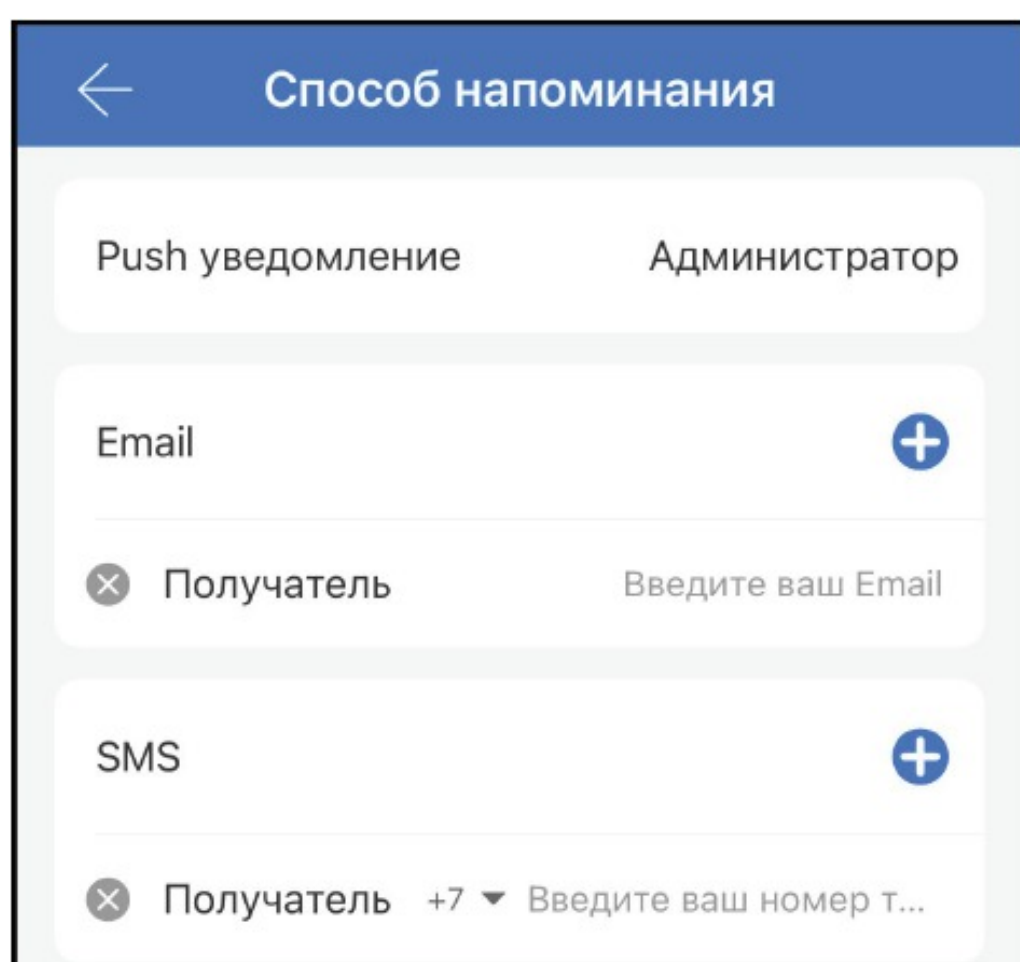 Способ напоминания
Push уведомление Администратор
Email
Получатель Введите ваш Email
SMS
Получатель +7 Введите ваш номер т...